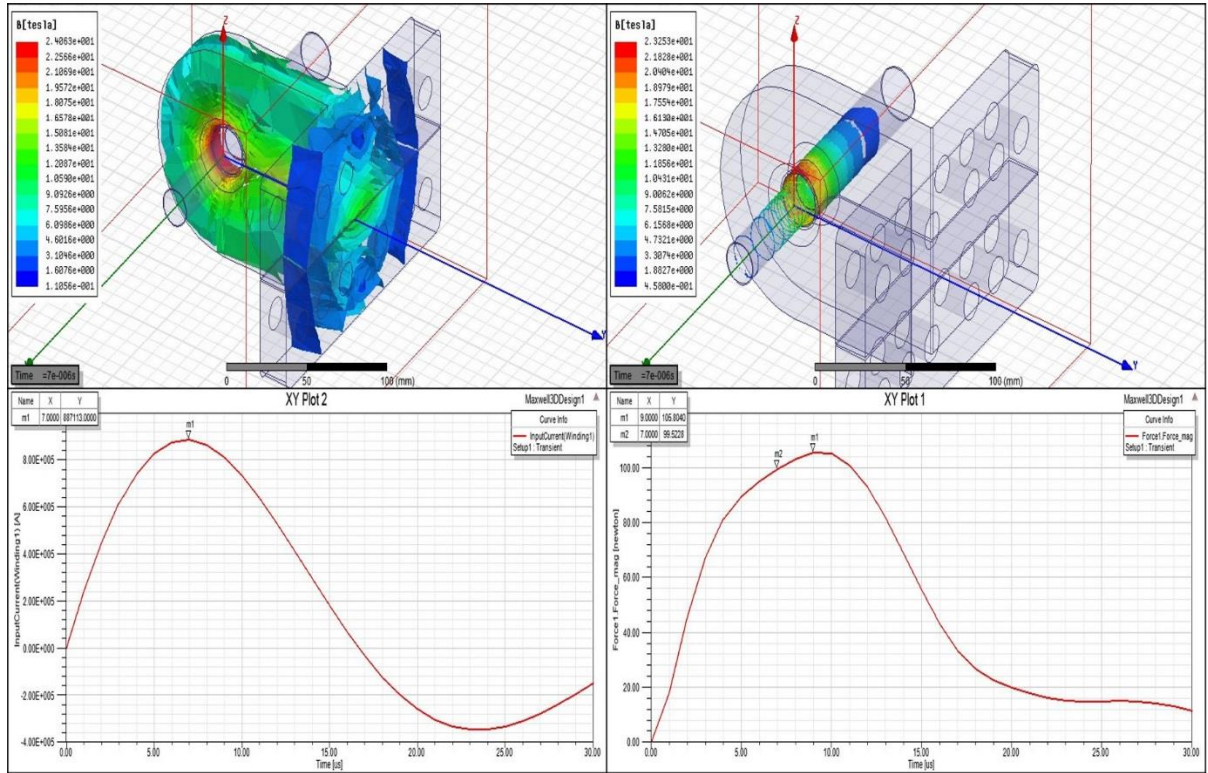 B[tesla]
2.4063e+001
2.2566e+001
2.1069e+001
1.9572e+001
1.8075e+001
1.6578e+001
1.5081e+001
1.3584e+001
1.2087e+001
1.0590e+001
9.0926e+000
7.5956e+000
6.0986e+000
4.6016e+000
3.1046e+000
1.6076e+000
1.1056e-001
Z
Y
Time =7e-006s
0 50 100 (mm)
B[tesla]
2.3253e+001
2.1828e+001
2.0404e+001
1.8979e+001
1.7554e+001
1.6130e+001
1.4705e+001
1.3280e+001
1.1856e+001
1.0431e+001
9.0062e+000
7.5815e+000
6.1568e+000
4.7321e+000
3.3074e+000
1.8827e+000
4.5800e-001
Z
Y
Time =7e-006s
0 50 100 (mm)
Name X Y
m1 7.0000 887113.0000
XY Plot 2
Maxwell3DDesign1
Curve Info
InputCurrent(Winding1)
Setup1 : Transient
m1
InputCurrent(Winding1) [A]
8.00E+005
6.00E+005
4.00E+005
2.00E+005
0.00E+000
-2.00E+005
-4.00E+005
0.00 5.00 10.00 15.00 20.00 25.00 30.00
Time [us]
Name X Y
m1 9.0000 105.8040
m2 7.0000 99.5228
XY Plot 1
Maxwell3DDesign1
Curve Info
Force1.Force_mag
Setup1 : Transient
m1
m2
Force1.Force_mag [newton]
100.00
80.00
60.00
40.00
20.00
0.00
0.00 5.00 10.00 15.00 20.00 25.00 30.00
Time [us]